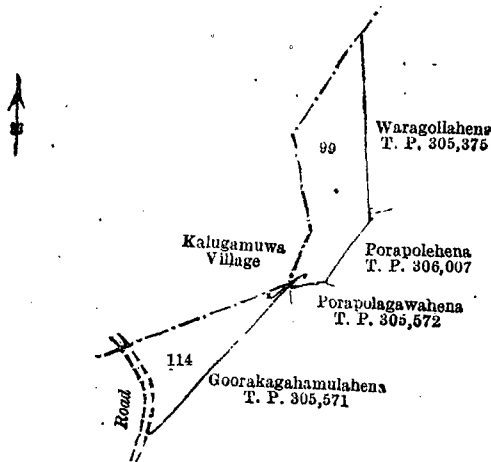 Waragollahena
T. P. 305,375
99
Kalugamuwa
Village
Porapolehena
T. P. 306,007
Porapolagawahena
T. P. 305,572
114
Goorakagahamulahena
T. P. 305,571
Road